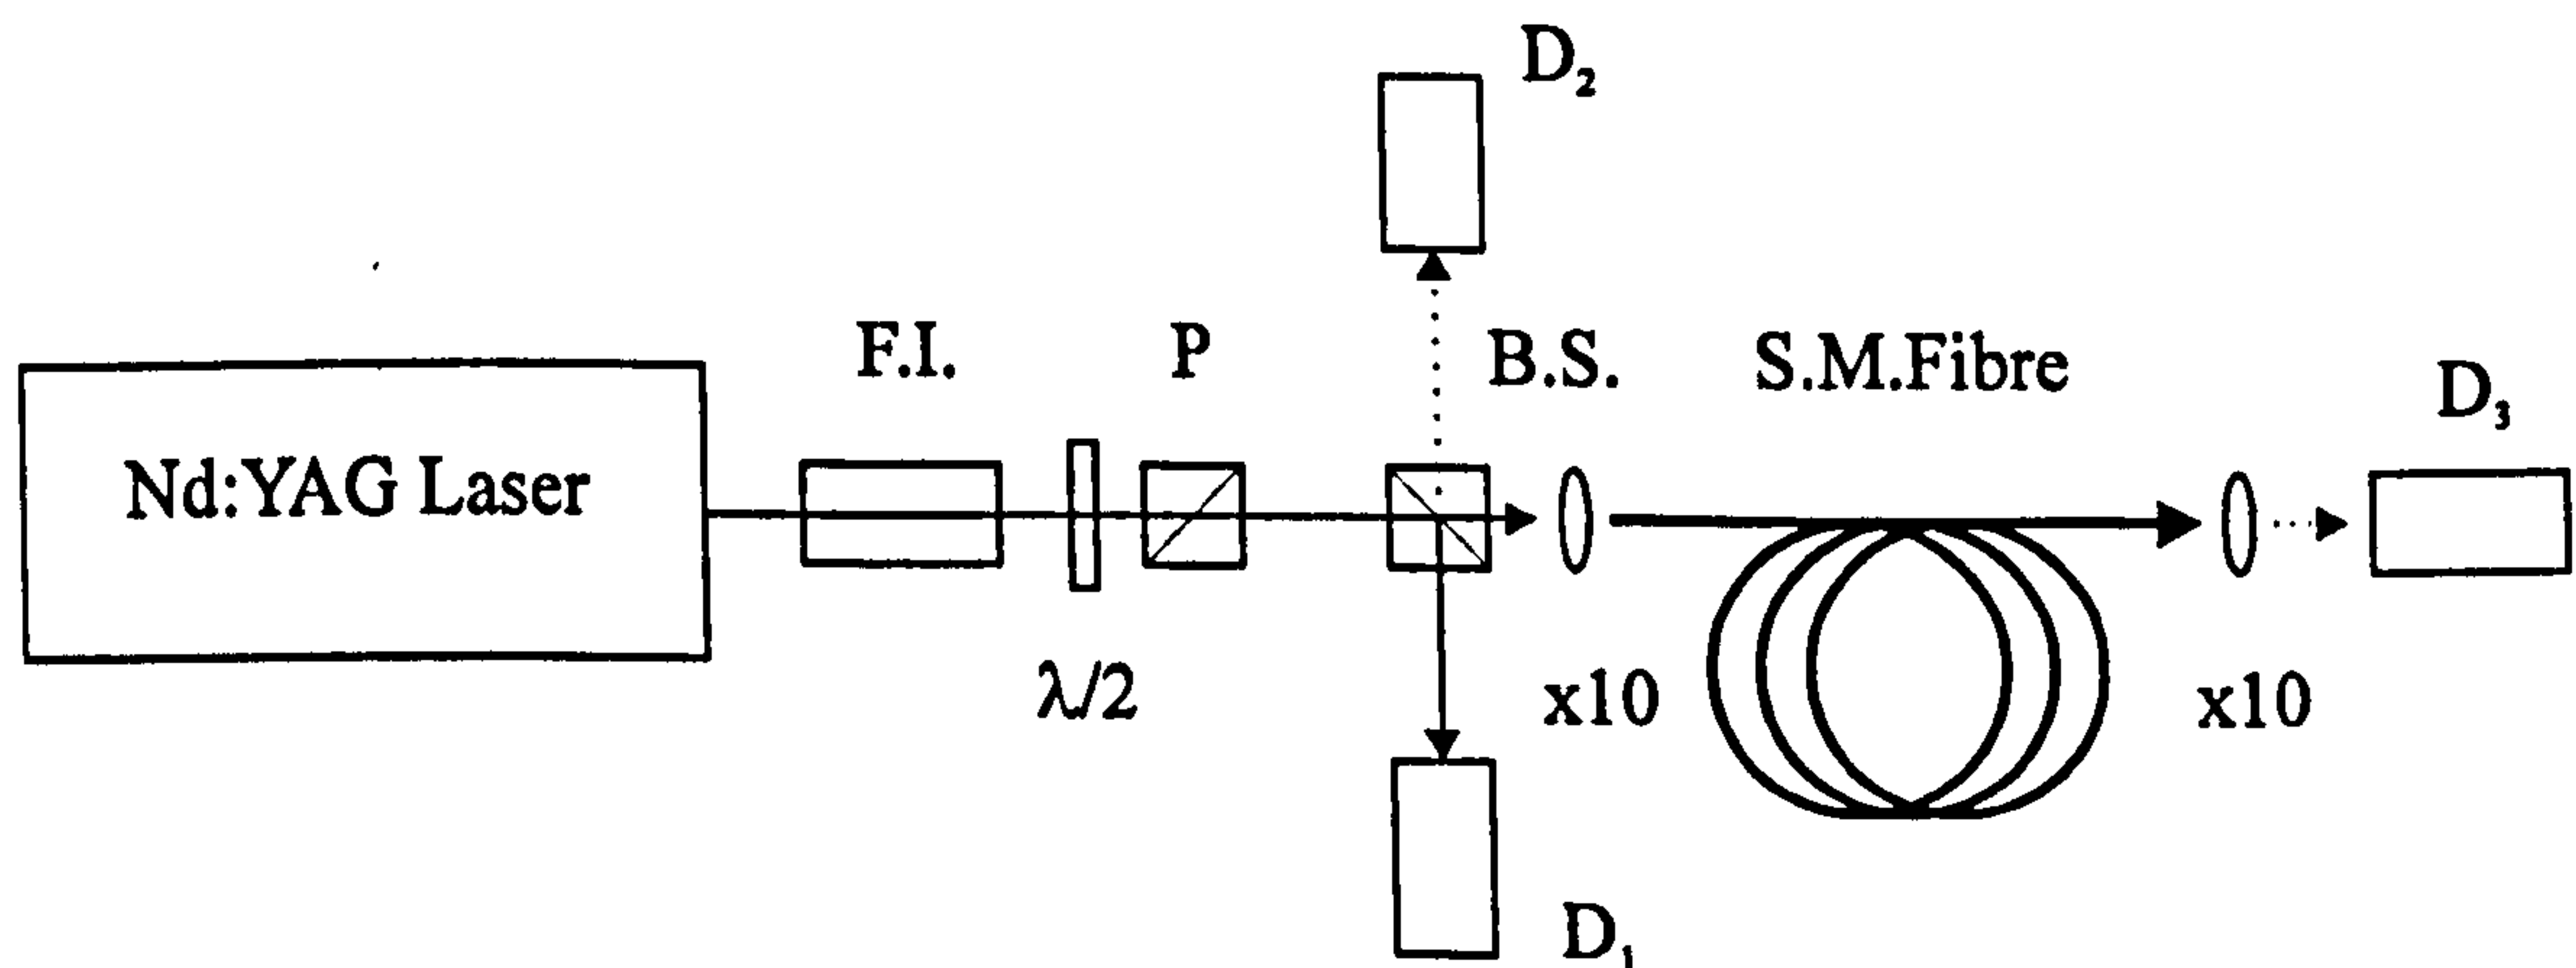 D₂
F.I.
P
B.S.
S.M.Fibre
D₃
Nd:YAG Laser
λ/2
x10
x10
D₁